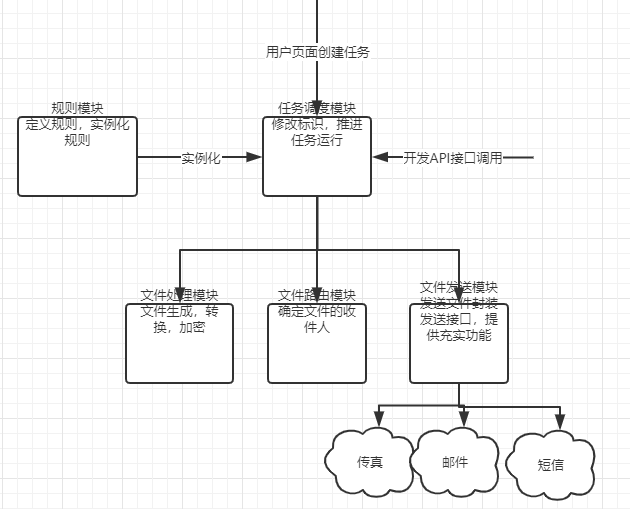 用户页面创建任务
规则模块
定义规则，实例化
规则
任务调度模块
修改标识，推进
任务运行
实例化
开发API接口调用
文件处理模块
文件生成，转
换，加密
文件路由模块
确定文件的收
件人
文件发送模块
发送文件封装
发送接口，提
供充实功能
传真
邮件
短信